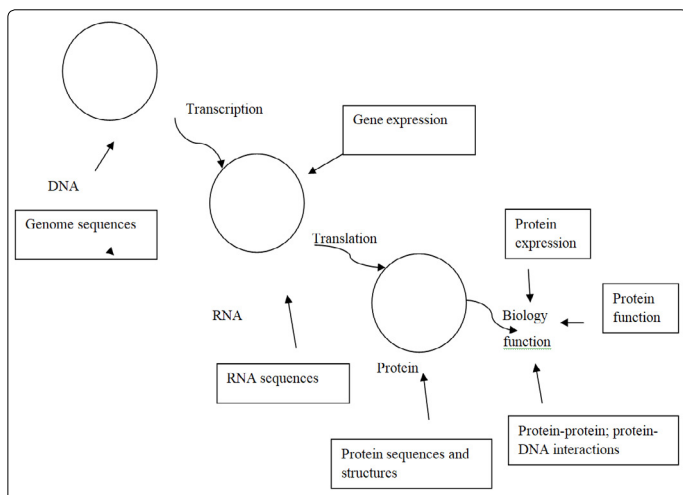 Transcription
Gene expression
DNA
Genome sequences
Protein
expression
Translation
Protein
function
Biology
function
RNA
Protein
RNA sequences
Protein-protein; protein-
DNA interactions
Protein sequences and
structures